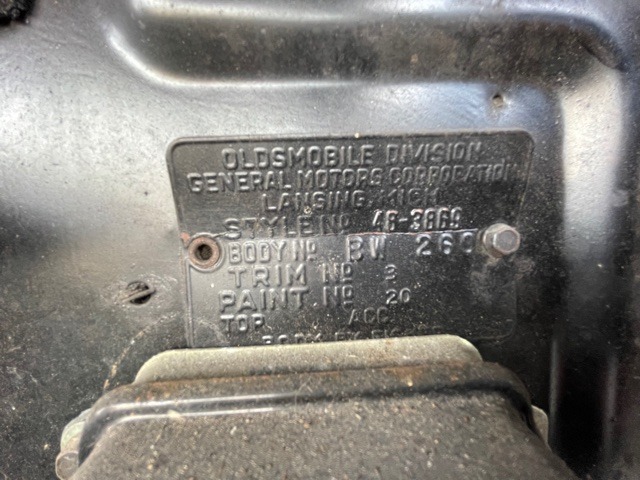 OLDSMOBILE DIVISION
GENERAL MOTORS CORPORATION
LANSING, MICH
STYLE No 46-3869
BODY No BW 260
TRIM No 3
PAINT No 20
TOP ACC